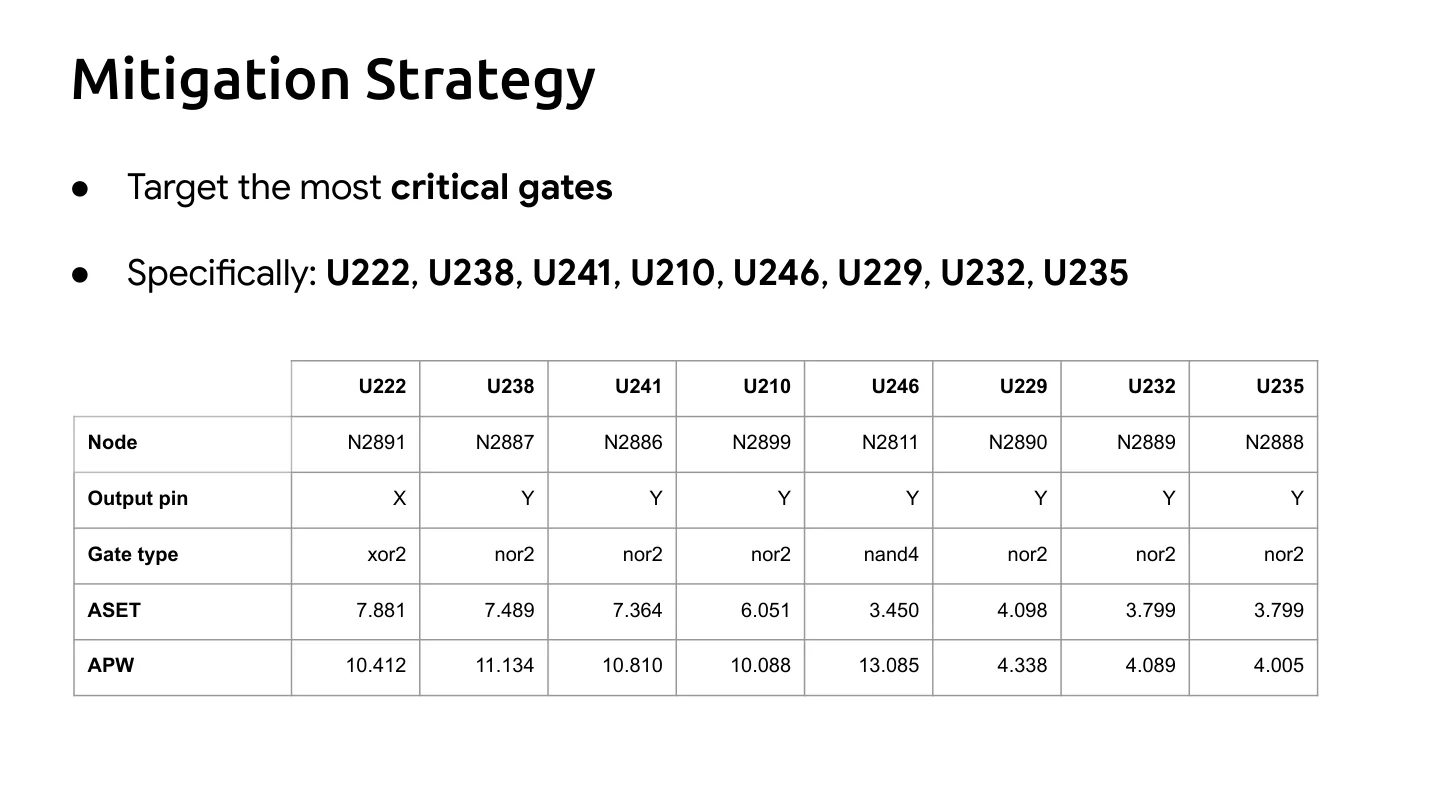 Mitigation Strategy
● Target the most critical gates
● Specifically: U222, U238, U241, U210, U246, U229, U232, U235
U222 U238 U241 U210 U246 U229 U232 U235
Node N2891 N2887 N2886 N2899 N2811 N2890 N2889 N2888
Output pin X Y Y Y Y Y Y Y
Gate type xor2 nor2 nor2 nor2 nand4 nor2 nor2 nor2
ASET 7.881 7.489 7.364 6.051 3.450 4.098 3.799 3.799
APW 10.412 11.134 10.810 10.088 13.085 4.338 4.089 4.005